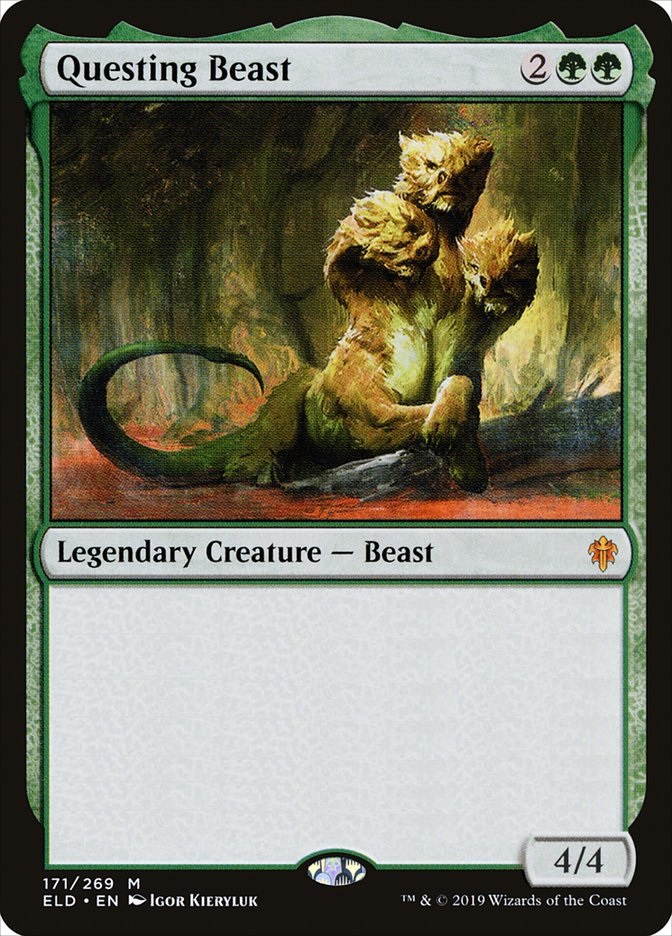 Questing Beast 2
Legendary Creature — Beast
4/4
171/269 M
ELD • EN Igor Kieryluk
™ & © 2019 Wizards of the Coast